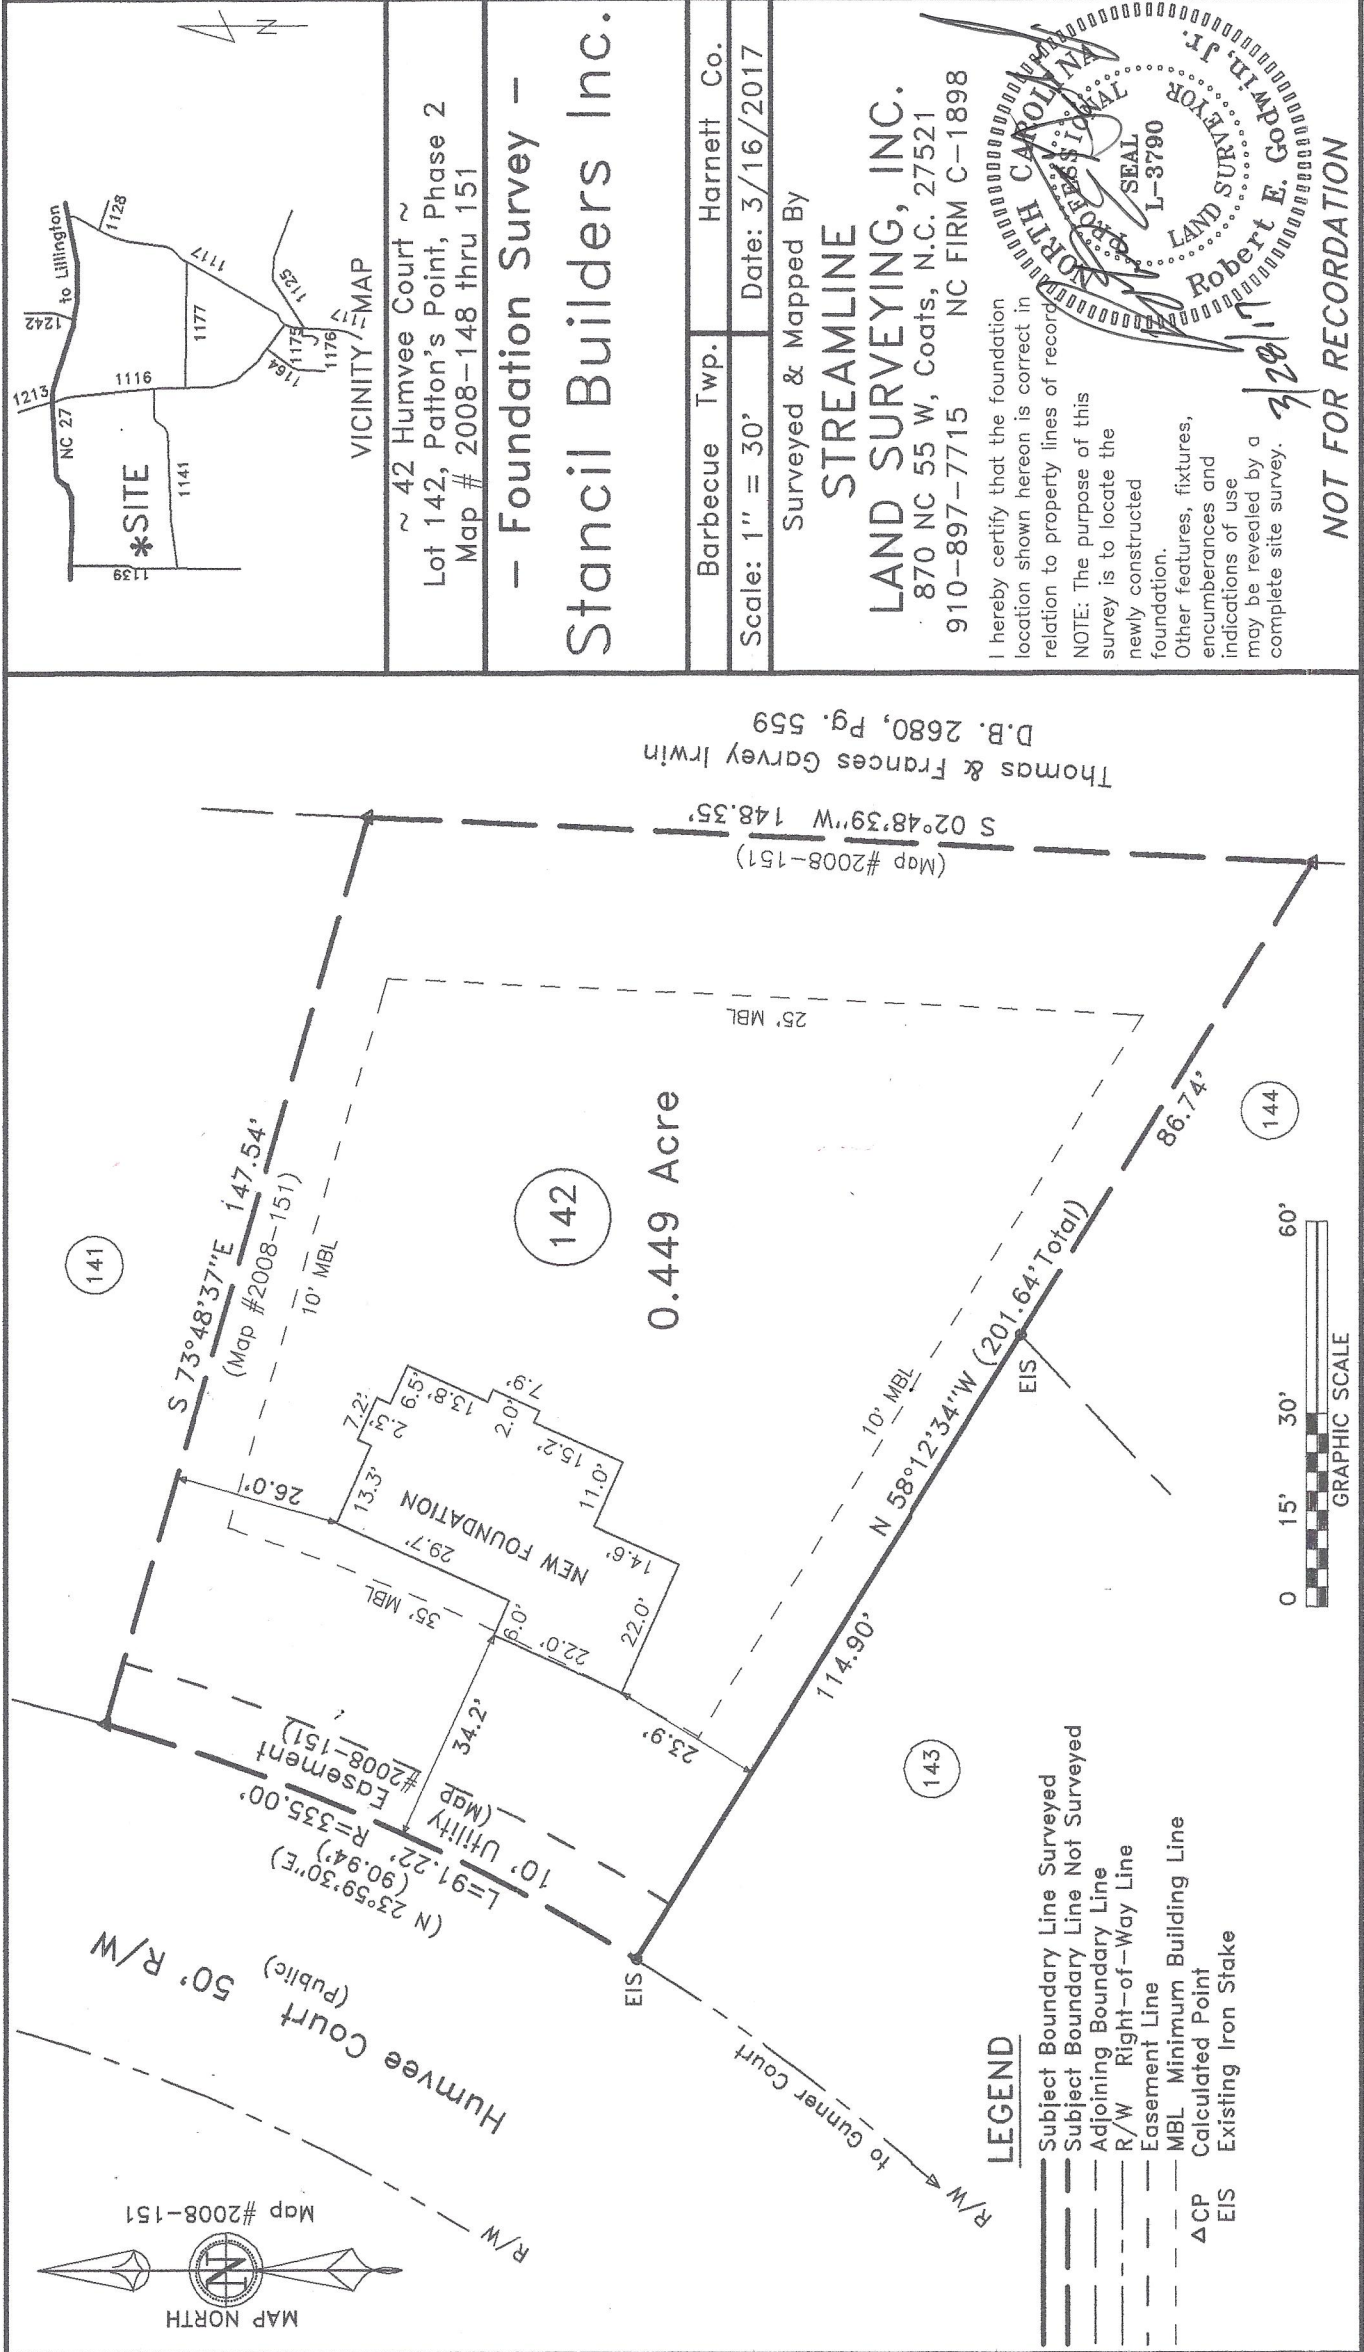 MAP NORTH
N
Map #2008-151
R/W
Humvee Court 50' R/W
(Public)
to Gunner Court
R/W
(N 23°59'30"E)
(90.94')
L=91.22' R=335.00'
10' Utility Easement
(Map #2008-151)
EIS
34.2'
35' MBL
26.0'
23.9'
NEW FOUNDATION
29.7'
6.0'
22.0'
22.0'
14.6'
11.0'
15.2'
2.0'
7.9'
13.8'
6.5'
2.3'
7.2'
13.3'
141
S 73°48'37"E 147.54'
(Map #2008-151)
10' MBL
142
0.449 Acre
25' MBL
S 02°48'39"W 148.35'
(Map #2008-151)
Thomas & Frances Garvey Irwin
D.B. 2680, Pg. 559
10' MBL
N 58°12'34"W (201.64' Total)
114.90'
86.74'
EIS
143
144
LEGEND
Subject Boundary Line Surveyed
Subject Boundary Line Not Surveyed
Adjoining Boundary Line
R/W Right-of-Way Line
Easement Line
MBL Minimum Building Line
CP Calculated Point
EIS Existing Iron Stake
0 15' 30' 60'
GRAPHIC SCALE
N
1213
1242
to Lillington
NC 27
1128
1116
1117
1177
*SITE
1141
1139
1164
1175
1125
1176
1117
VICINITY MAP
~ 42 Humvee Court ~
Lot 142, Patton's Point, Phase 2
Map # 2008-148 thru 151
- Foundation Survey -
Stancil Builders Inc.
Barbecue Twp. Harnett Co.
Scale: 1" = 30' Date: 3/16/2017
Surveyed & Mapped By
STREAMLINE
LAND SURVEYING, INC.
870 NC 55 W, Coats, N.C. 27521
910-897-7715 NC FIRM C-1898
I hereby certify that the foundation
location shown hereon is correct in
relation to property lines of record
NOTE: The purpose of this
survey is to locate the
newly constructed
foundation.
Other features, fixtures,
encumberances and
indications of use
may be revealed by a
complete site survey.
3/28/17
NORTH CAROLINA
PROFESSIONAL
SEAL
L-3790
LAND SURVEYOR
Robert E. Godwin, Jr.
NOT FOR RECORDATION